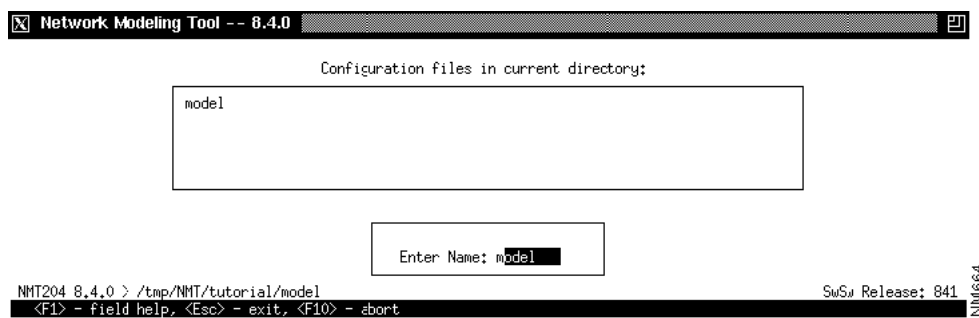 Network Modeling Tool -- 8.4.0
Configuration files in current directory:
model
Enter Name: model
NMT204 8.4.0 > /tmp/NMT/tutorial/model SwSw Release: 841
<F1> - field help, <Esc> - exit, <F10> - abort
NM664